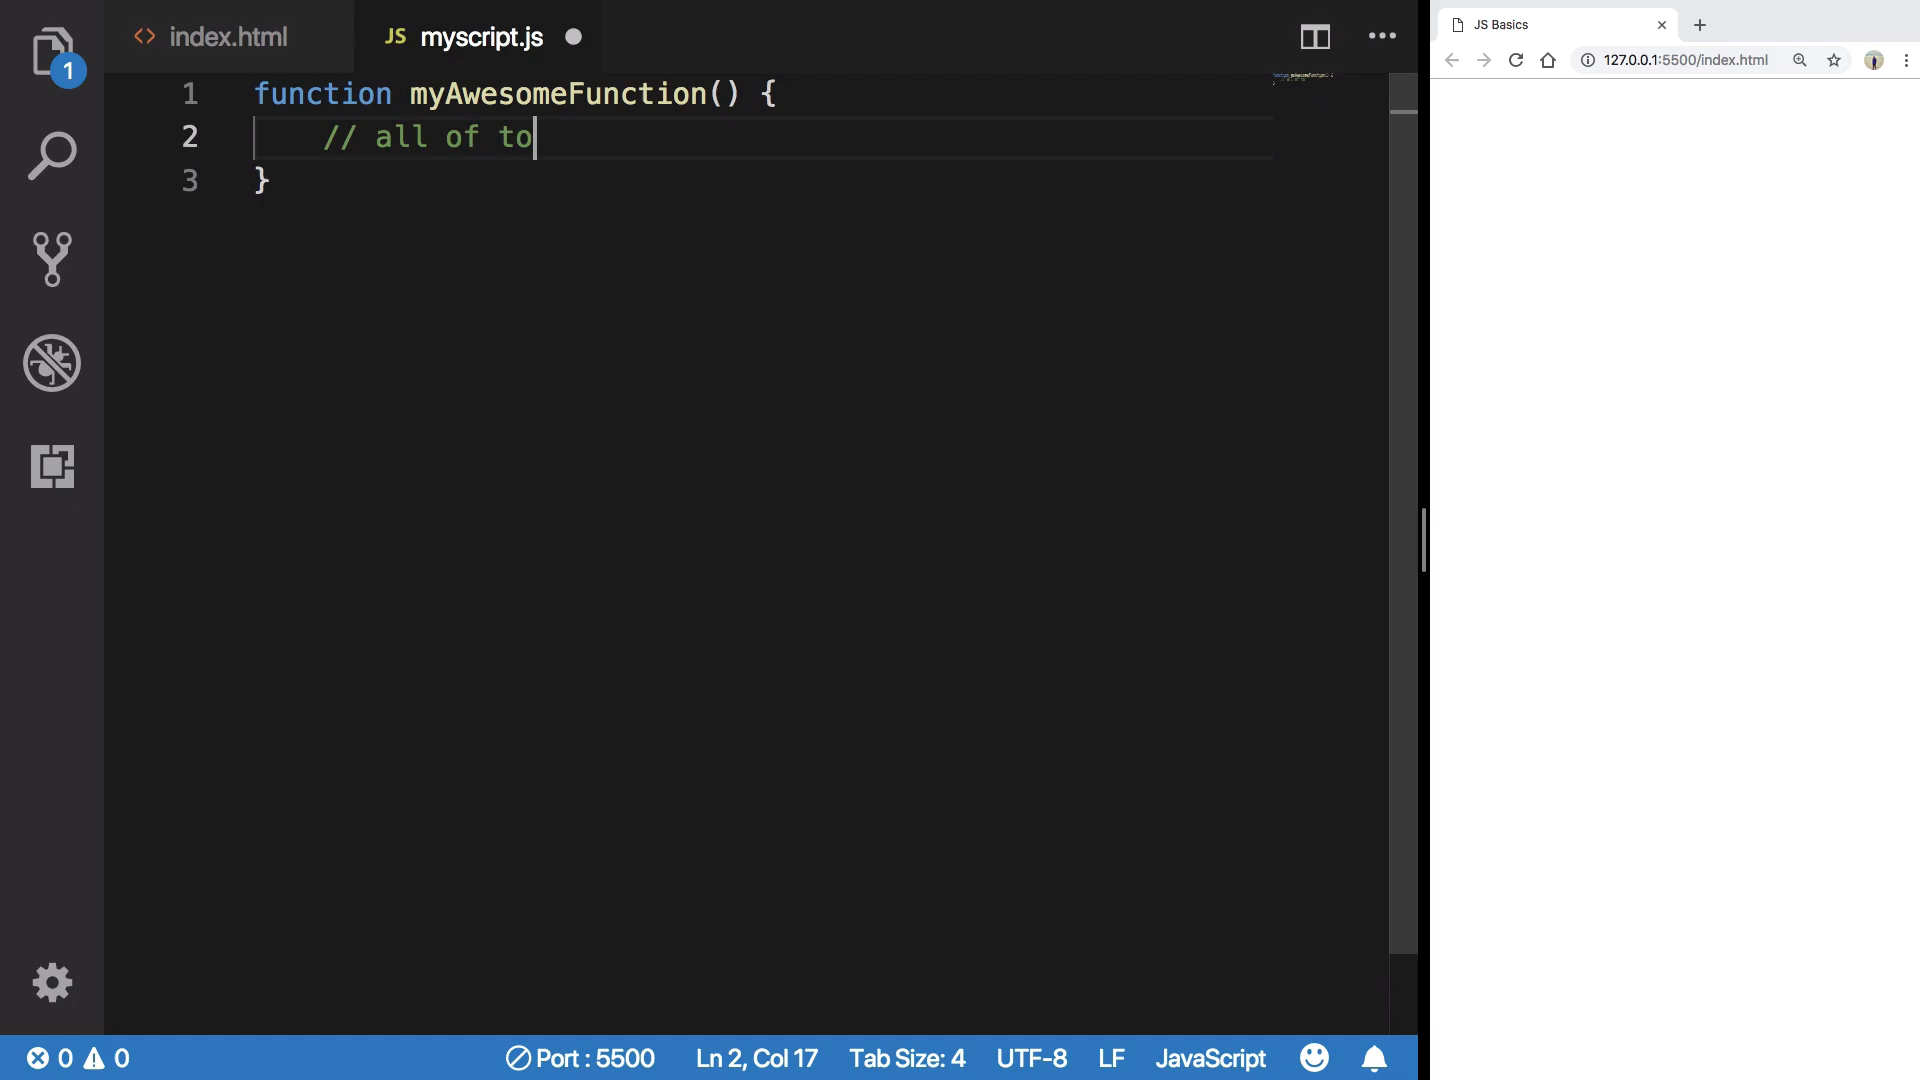 1
<> index.html
JS myscript.js
1 function myAwesomeFunction() {
2 // all of to
3 }
0 0
Port : 5500
Ln 2, Col 17
Tab Size: 4
UTF-8
LF
JavaScript
JS Basics
127.0.0.1:5500/index.html